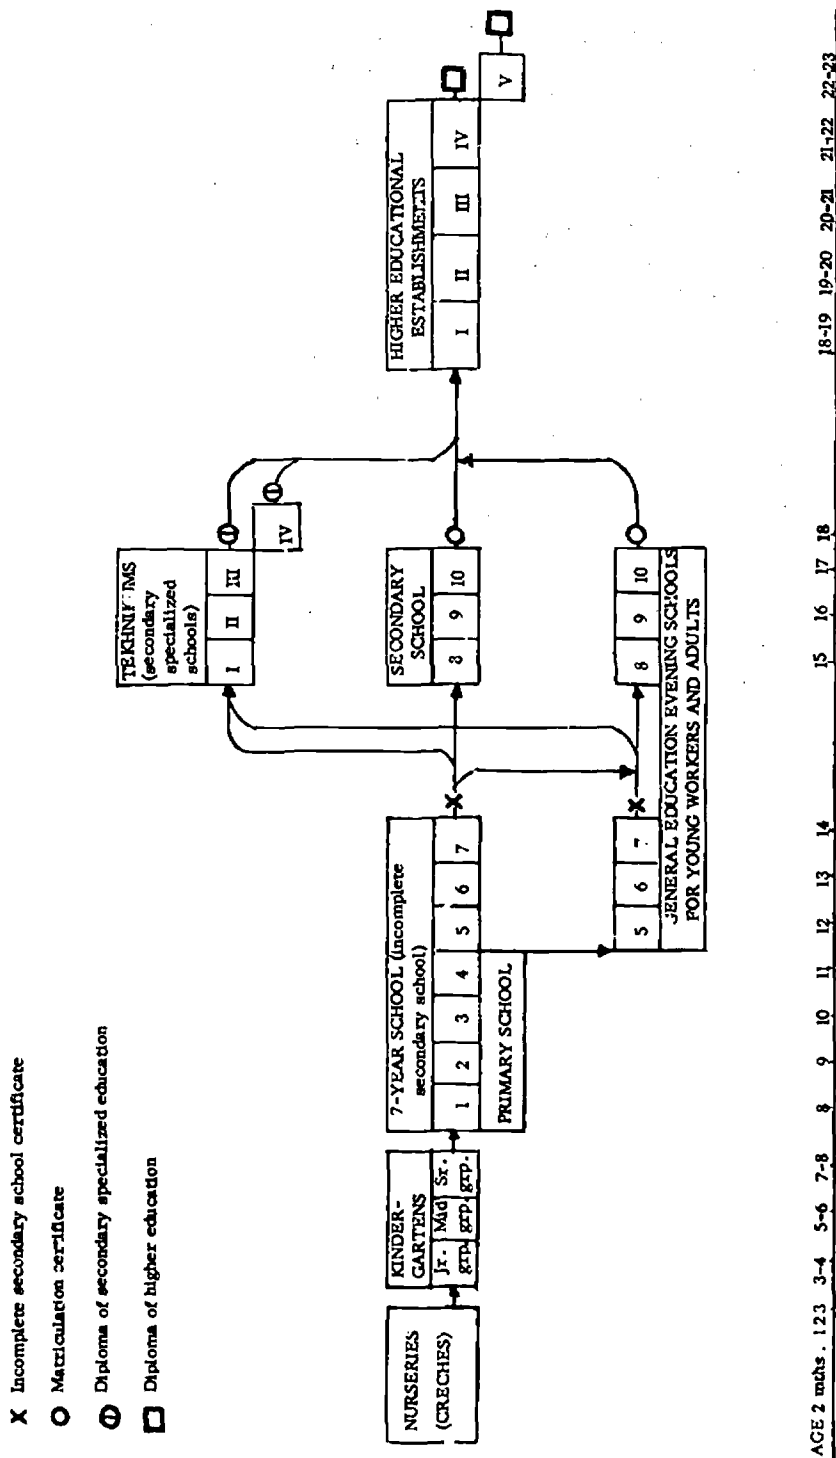 X Incomplete secondary school certificate
O Matriculation certificate
Diploma of secondary specialized education
Diploma of higher education
NURSERIES
(CRECHES)
KINDER-
GARTENS
Jr. Mid Sr.
grp. grp. grp.
7-YEAR SCHOOL (incomplete
secondary school)
1 2 3 4 5 6 7
PRIMARY SCHOOL
X
TEKHNIKUMS
(secondary
specialized
schools)
I II III
IV
SECONDARY
SCHOOL
8 9 10
5 6 7
X
8 9 10
GENERAL EDUCATION EVENING SCHOOLS
FOR YOUNG WORKERS AND ADULTS
HIGHER EDUCATIONAL
ESTABLISHMENTS
I II III IV
V
AGE 2 mths. 123 3-4 5-6 7-8 8 9 10 11 12 13 14 15 16 17 18 18-19 19-20 20-21 21-22 22-23